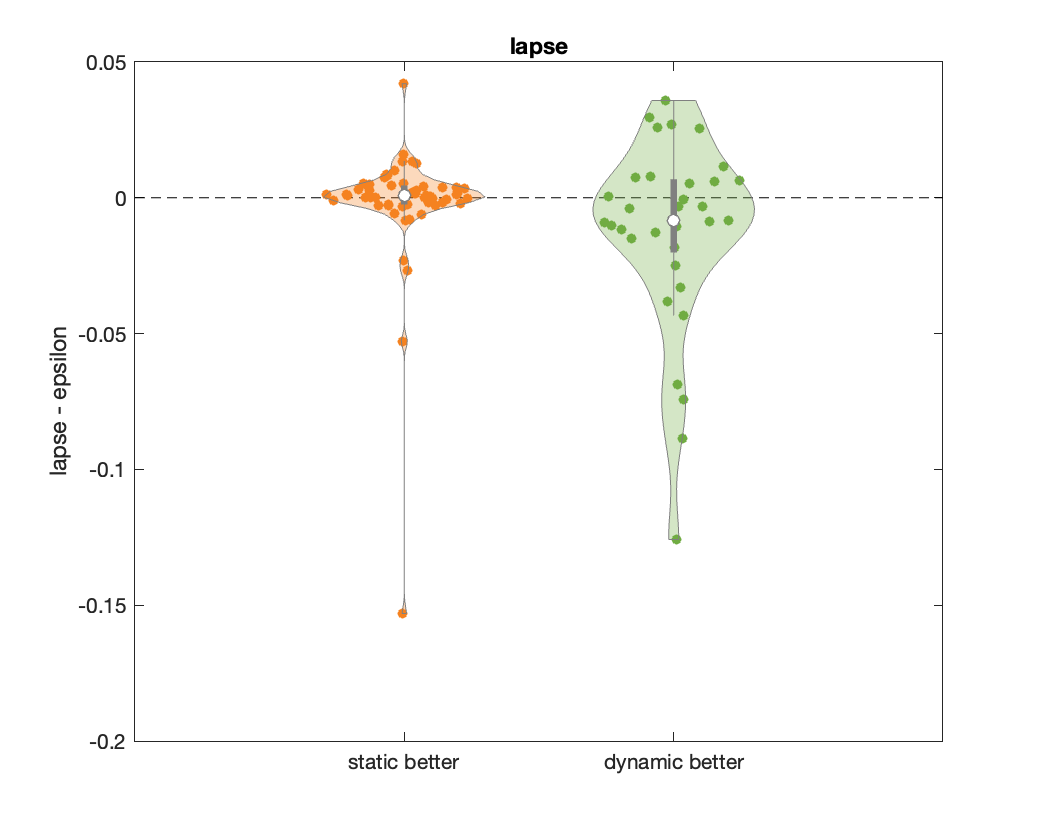 lapse
0.05
0
-0.05
-0.1
-0.15
-0.2
lapse - epsilon
static better
dynamic better